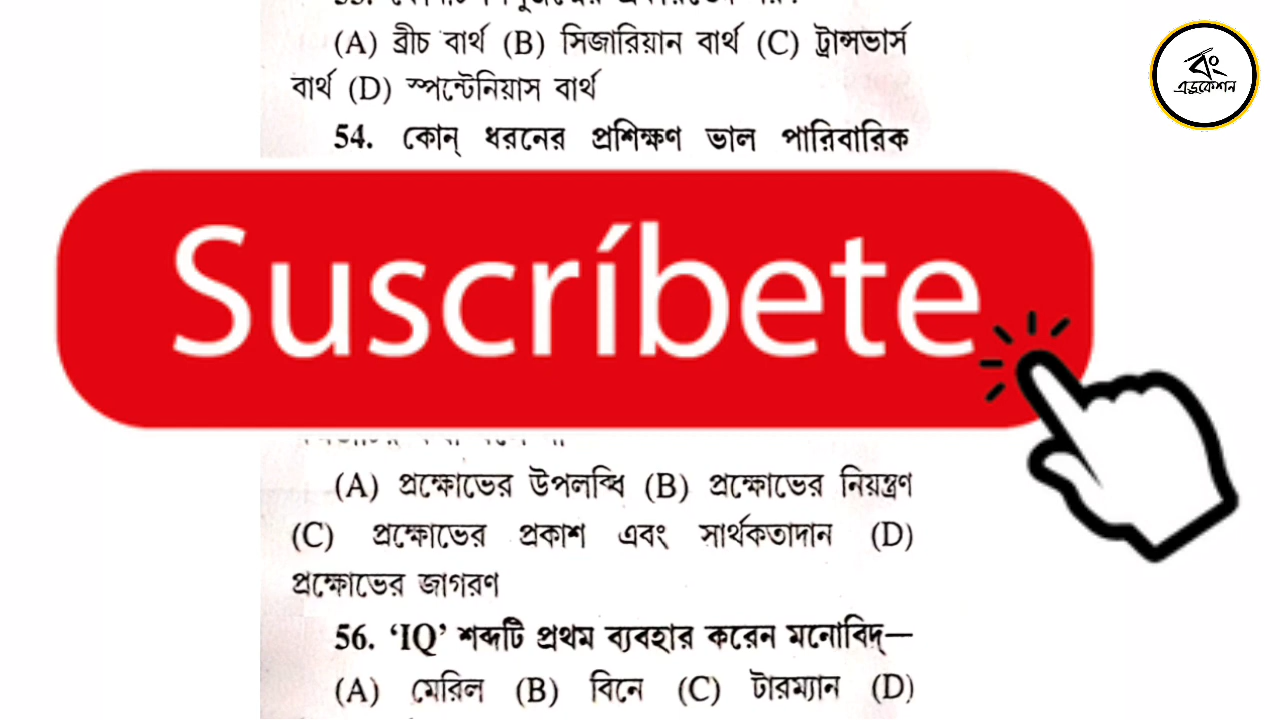 (A) ব্রীচ বার্থ (B) সিজারিয়ান বার্থ (C) ট্রান্সভার্স
বার্থ (D) স্পন্টেনিয়াস বার্থ
54. কোন্ ধরনের প্রশিক্ষণ ভাল পারিবারিক
Suscríbete
(A) প্রক্ষোভের উপলব্ধি (B) প্রক্ষোভের নিয়ন্ত্রণ
(C) প্রক্ষোভের প্রকাশ এবং সার্থকতাদান (D)
প্রক্ষোভের জাগরণ
56. ‘IQ’ শব্দটি প্রথম ব্যবহার করেন মনোবিদ্—
(A) মেরিল (B) বিনে (C) টারম্যান (D)
বং
এডুকেশন